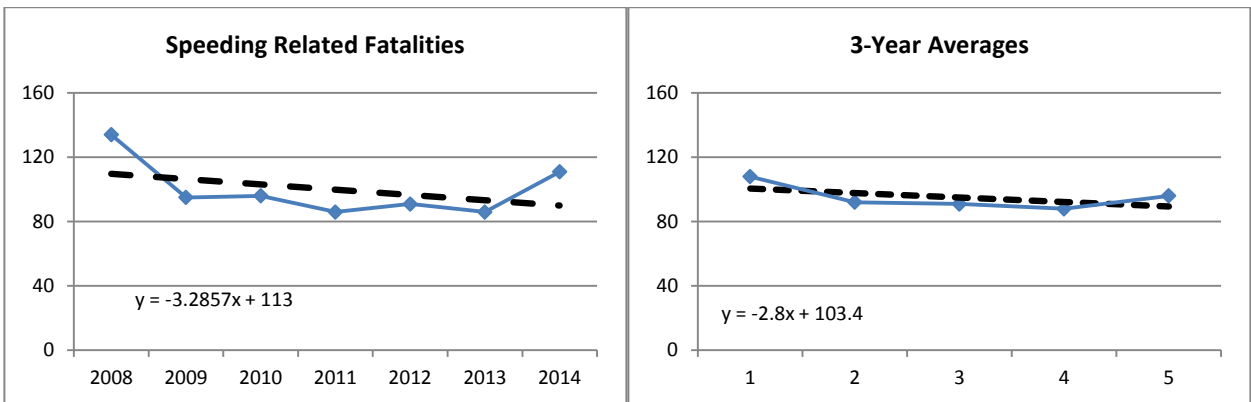 Speeding Related Fatalities
160
120
80
40
0
y = -3.2857x + 113
2008 2009 2010 2011 2012 2013 2014
3-Year Averages
160
120
80
40
0
y = -2.8x + 103.4
1 2 3 4 5